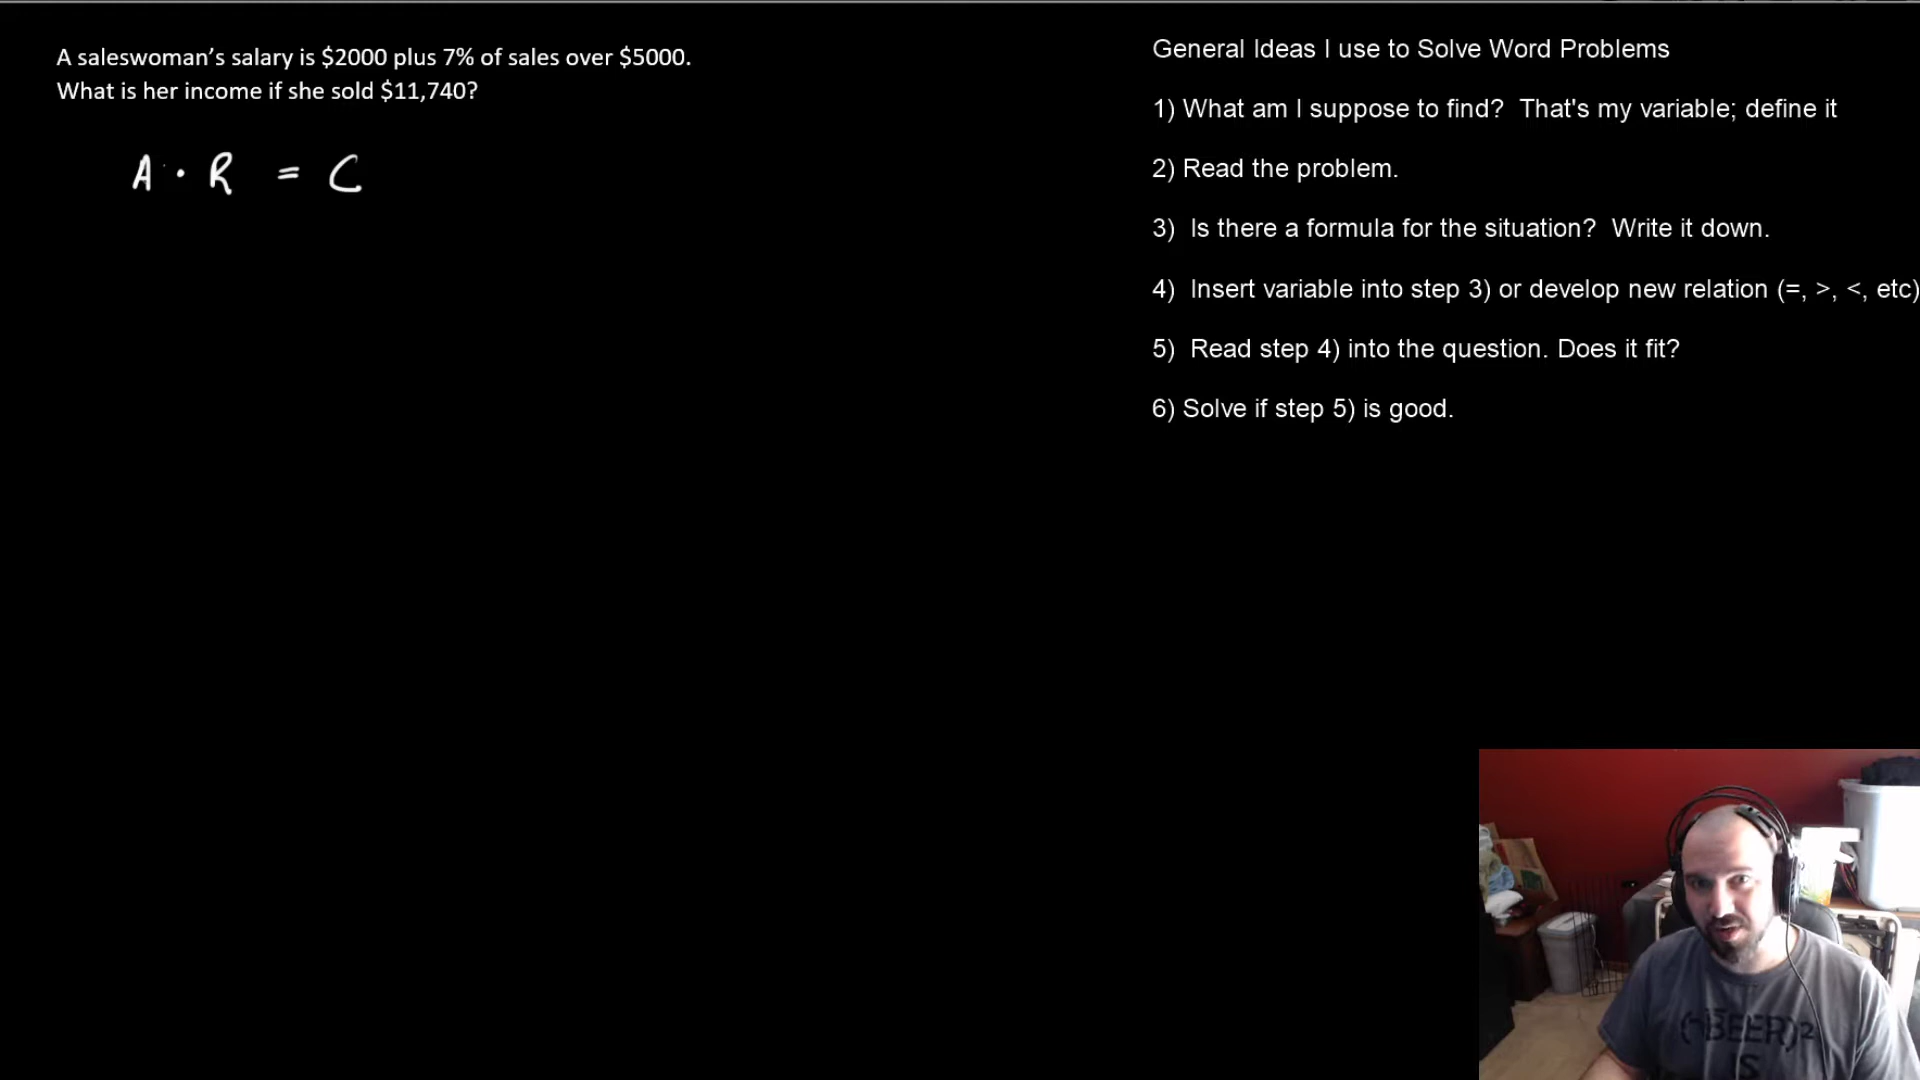 A saleswoman’s salary is $2000 plus 7% of sales over $5000.
What is her income if she sold $11,740?
A · R = C
General Ideas I use to Solve Word Problems
1) What am I suppose to find?  That's my variable; define it
2) Read the problem.
3)  Is there a formula for the situation?  Write it down.
4)  Insert variable into step 3) or develop new relation (=, >, <, etc)
5)  Read step 4) into the question. Does it fit?
6) Solve if step 5) is good.
(-BEER)²
IS